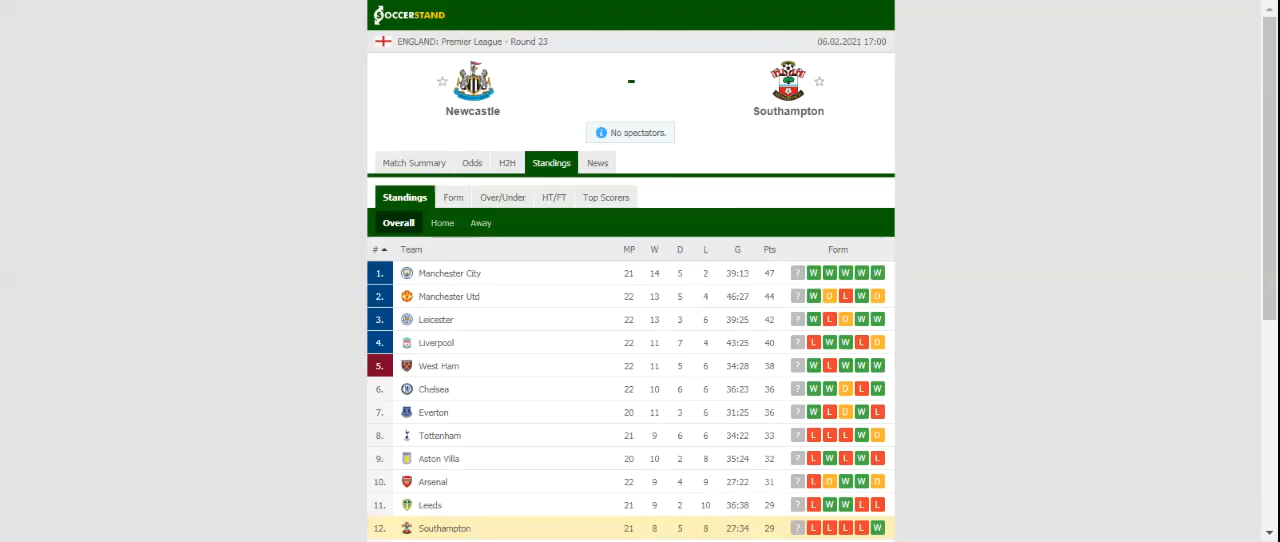 SOCCERSTAND
ENGLAND: Premier League - Round 23 06.02.2021 17:00
-
Newcastle Southampton
No spectators.
Match Summary Odds H2H Standings News
Standings Form Over/Under HT/FT Top Scorers
Overall Home Away
# Team MP W D L G Pts Form
1. Manchester City 21 14 5 2 39:13 47 ? W W W W W
2. Manchester Utd 22 13 5 4 46:27 44 ? W D L W D
3. Leicester 22 13 3 6 39:25 42 ? W L D W W
4. Liverpool 22 11 7 4 43:25 40 ? L W W L D
5. West Ham 22 11 5 6 34:28 38 ? W L W W W
6. Chelsea 22 10 6 6 36:23 36 ? W W D L W
7. Everton 20 11 3 6 31:25 36 ? W L D W L
8. Tottenham 21 9 6 6 34:22 33 ? L L L W D
9. Aston Villa 20 10 2 8 35:24 32 ? L W L W L
10. Arsenal 22 9 4 9 27:22 31 ? L D W W D
11. Leeds 21 9 2 10 36:38 29 ? L W W L L
12. Southampton 21 8 5 8 27:34 29 ? L L L L W